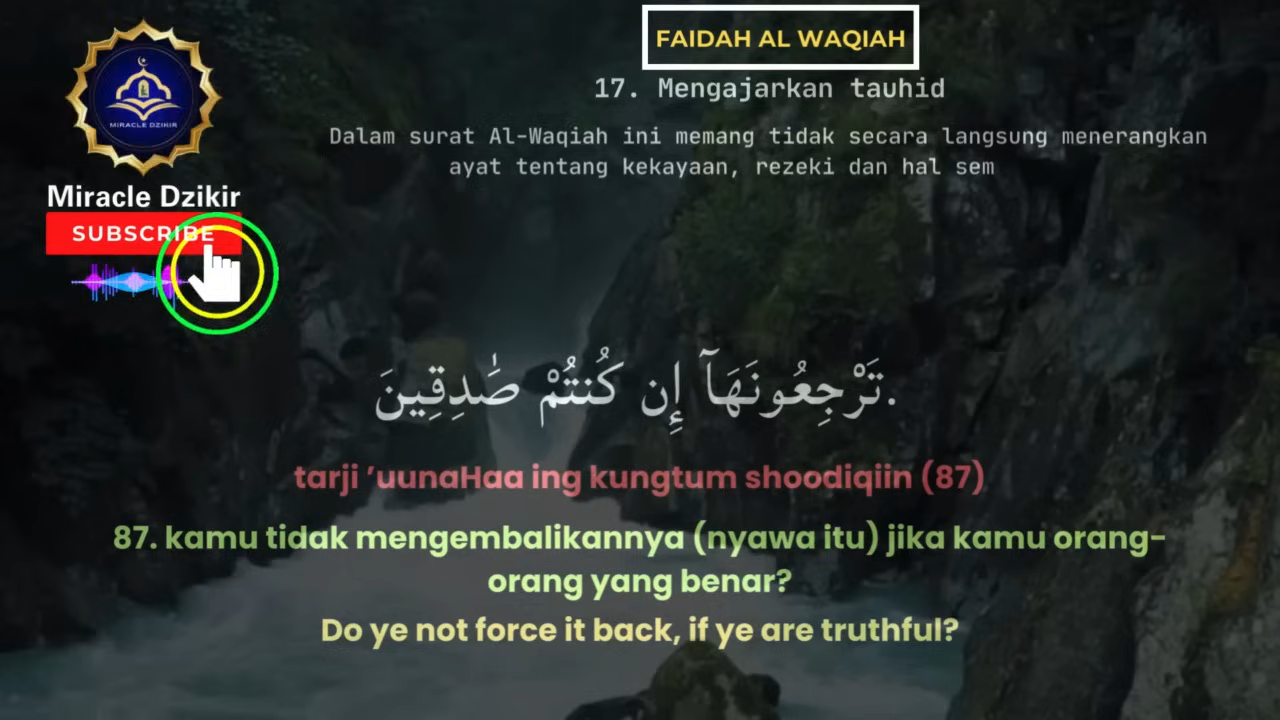 FAIDAH AL WAQIAH
17. Mengajarkan tauhid
Dalam surat Al-Waqiah ini memang tidak secara langsung menerangkan
ayat tentang kekayaan, rezeki dan hal sem
MIRACLE DZIKIR
Miracle Dzikir
SUBSCRIBE
تَرْجِعُونَهَآ إِن كُنتُمْ صَٰدِقِينَ.
tarji ’uunaHaa ing kungtum shoodiqiin (87)
87. kamu tidak mengembalikannya (nyawa itu) jika kamu orang-
orang yang benar?
Do ye not force it back, if ye are truthful?